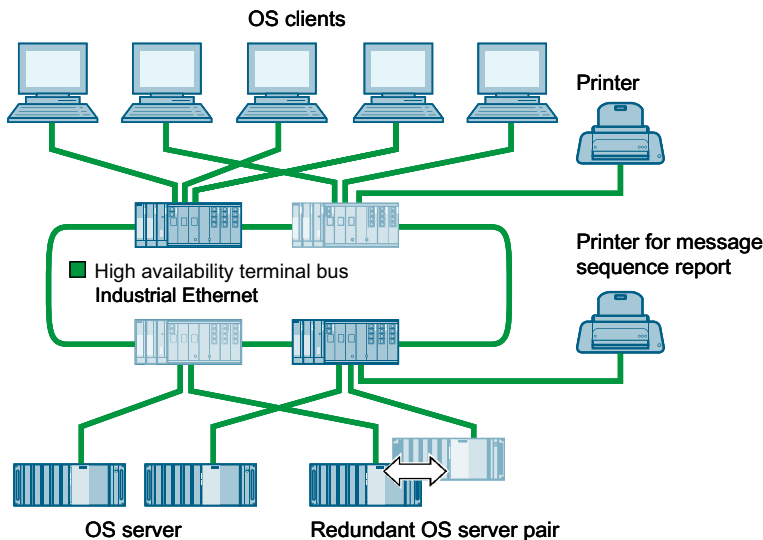 OS clients
Printer
Printer for message
sequence report
High availability terminal bus
Industrial Ethernet
OS server
Redundant OS server pair